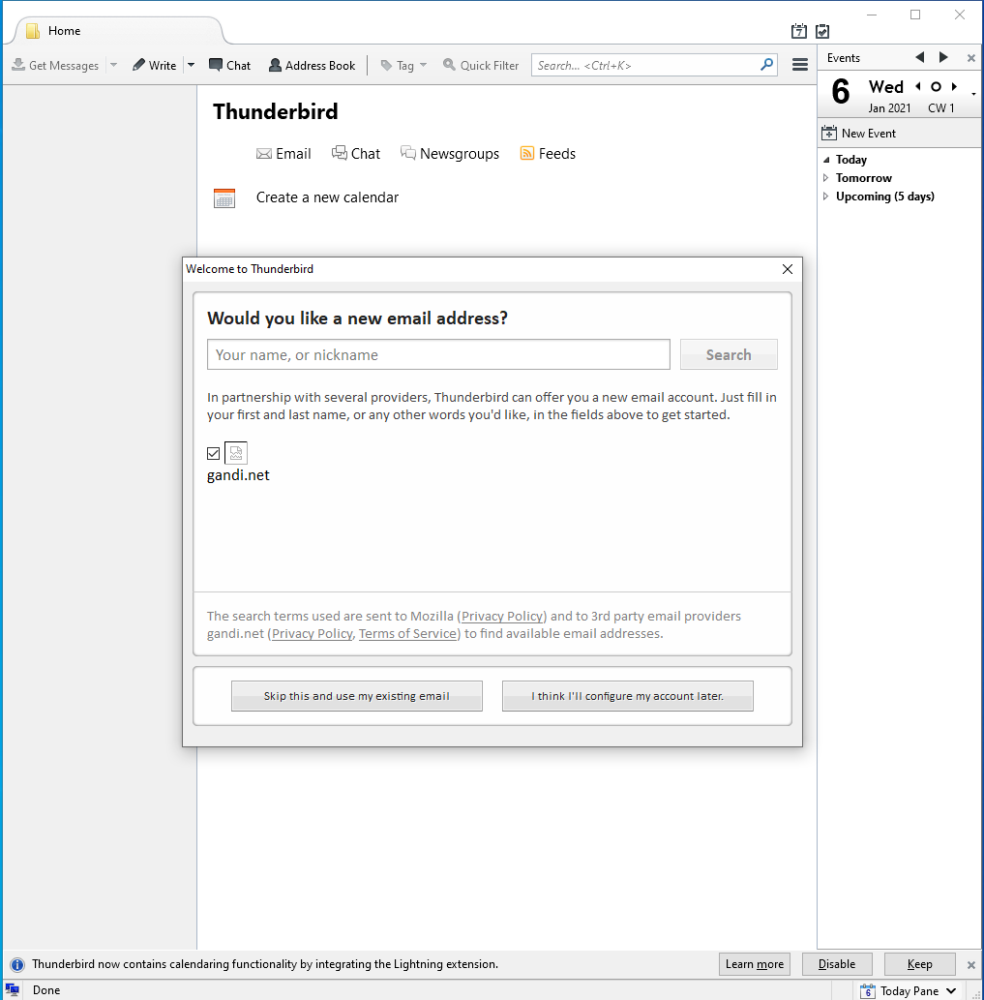 Home
7
Get Messages
Write
Chat
Address Book
Tag
Quick Filter
Search... <Ctrl+K>
Events
6
Wed
Jan 2021
CW 1
New Event
Today
Tomorrow
Upcoming (5 days)
Thunderbird
Email
Chat
Newsgroups
Feeds
Create a new calendar
Welcome to Thunderbird
Would you like a new email address?
Your name, or nickname
Search
In partnership with several providers, Thunderbird can offer you a new email account. Just fill in
your first and last name, or any other words you'd like, in the fields above to get started.
gandi.net
The search terms used are sent to Mozilla (Privacy Policy) and to 3rd party email providers
gandi.net (Privacy Policy, Terms of Service) to find available email addresses.
Skip this and use my existing email
I think I'll configure my account later.
Thunderbird now contains calendaring functionality by integrating the Lightning extension.
Learn more
Disable
Keep
Done
6
Today Pane